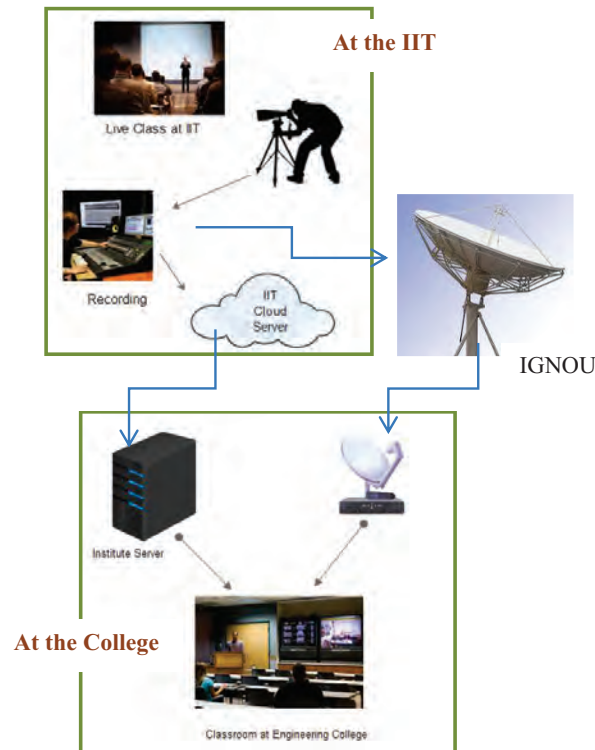 At the IIT
Live Class at IIT
Recording
IIT
Cloud
Server
IGNOU
Institute Server
At the College
Classroom at Engineering College